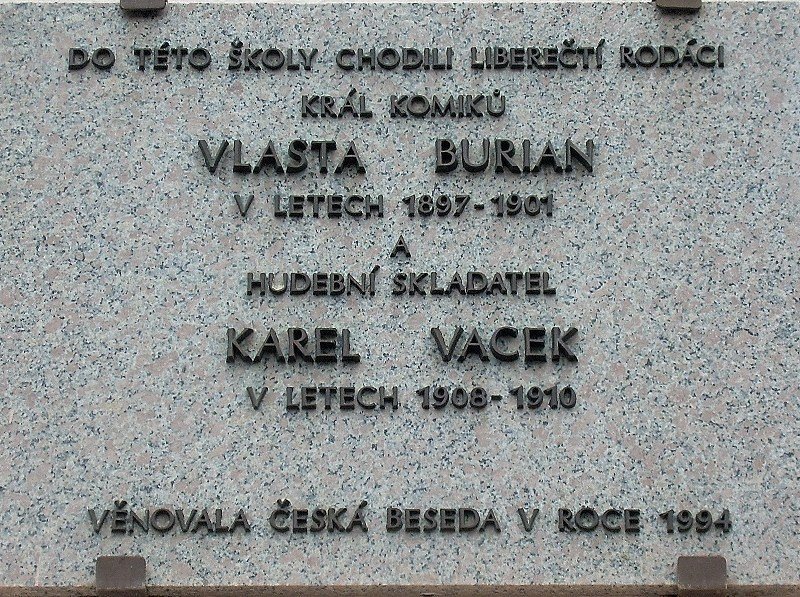 DO TÉTO ŠKOLY CHODILI LIBEREČTÍ RODÁCI
KRÁL KOMIKŮ
VLASTA BURIAN
V LETECH 1897-1901
A
HUDEBNÍ SKLADATEL
KAREL VACEK
V LETECH 1908-1910
VĚNOVALA ČESKÁ BESEDA V ROCE 1994